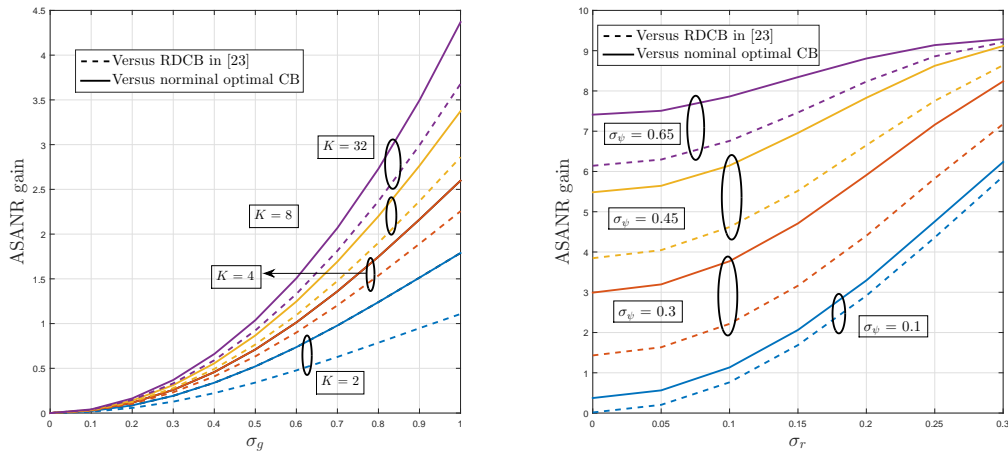 4.5
4
3.5
3
2.5
2
1.5
1
0.5
0
ASANR gain
Versus RDCB in [23]
Versus norminal optimal CB
K = 32
K = 8
K = 4
K = 2
0 0.1 0.2 0.3 0.4 0.5 0.6 0.7 0.8 0.9 1
σ_g
10
9
8
7
6
5
4
3
2
1
0
ASANR gain
Versus RDCB in [23]
Versus nominal optimal CB
σ_ψ = 0.65
σ_ψ = 0.45
σ_ψ = 0.3
σ_ψ = 0.1
0 0.05 0.1 0.15 0.2 0.25 0.3
σ_r